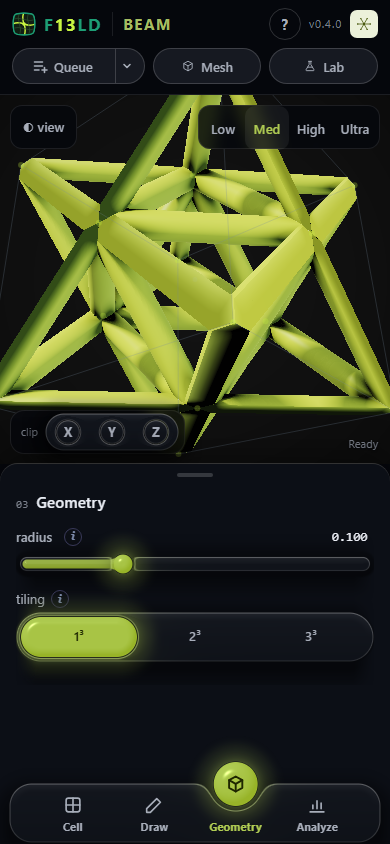 F13LD BEAM ? v0.4.0
Queue Mesh Lab
view Low Med High Ultra
clip X Y Z Ready
03 Geometry
radius i 0.100
tiling i
1³ 2³ 3³
Cell Draw Geometry Analyze